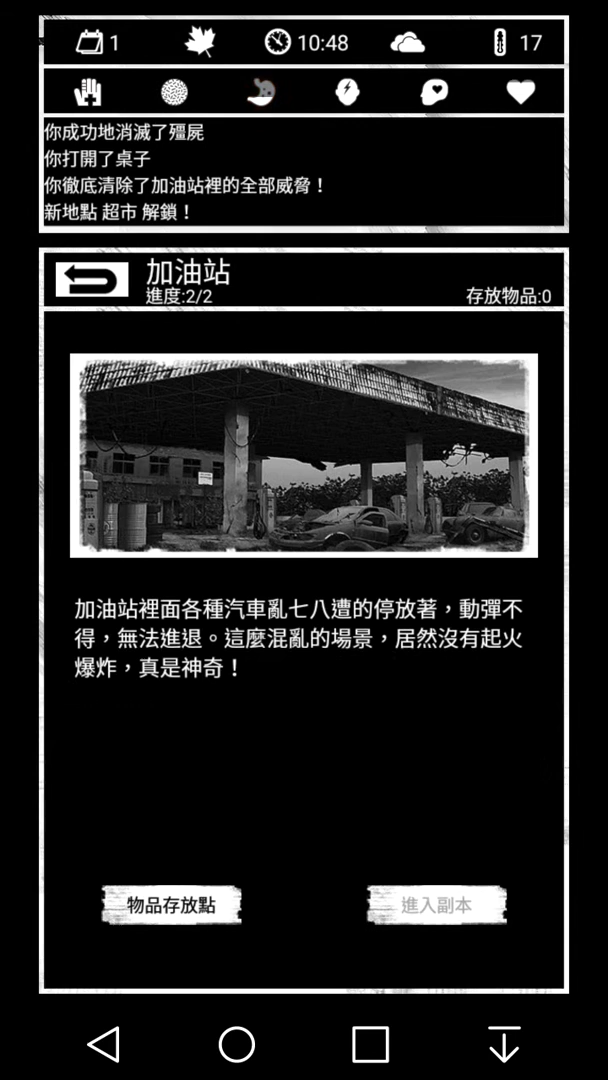 1 10:48 17
你成功地消滅了殭屍
你打開了桌子
你徹底清除了加油站裡的全部威脅！
新地點 超市 解鎖！
加油站
進度:2/2 存放物品:0
加油站裡面各種汽車亂七八遭的停放著，動彈不
得，無法進退。這麼混亂的場景，居然沒有起火
爆炸，真是神奇！
物品存放點 進入副本